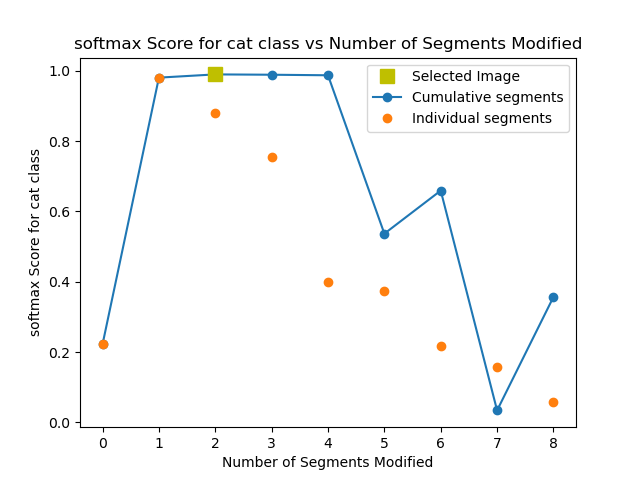 softmax Score for cat class vs Number of Segments Modified
Selected Image
Cumulative segments
Individual segments
softmax Score for cat class
1.0
0.8
0.6
0.4
0.2
0.0
0 1 2 3 4 5 6 7 8
Number of Segments Modified